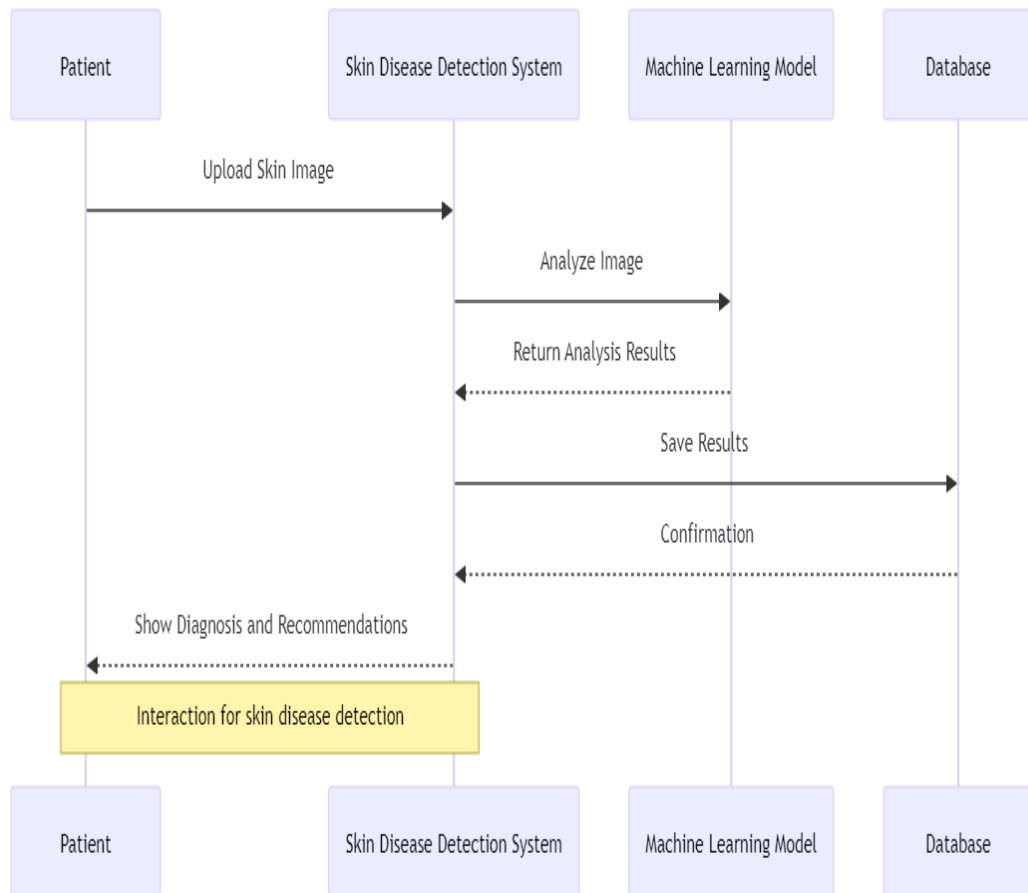 Patient
Skin Disease Detection System
Machine Learning Model
Database
Upload Skin Image
Analyze Image
Return Analysis Results
Save Results
Confirmation
Show Diagnosis and Recommendations
Interaction for skin disease detection
Patient
Skin Disease Detection System
Machine Learning Model
Database